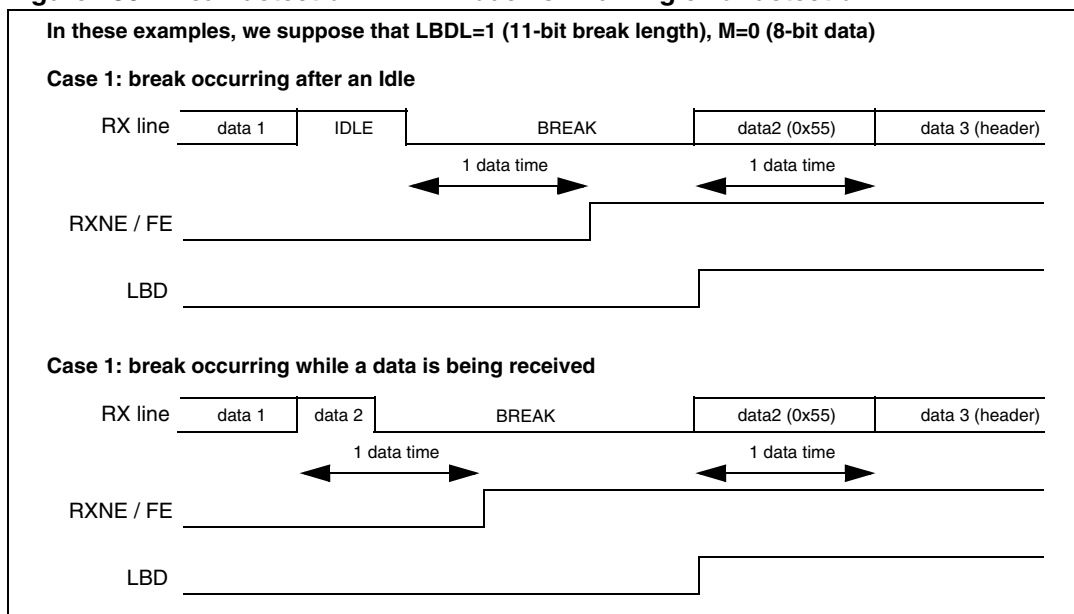 In these examples, we suppose that LBDL=1 (11-bit break length), M=0 (8-bit data)
Case 1: break occurring after an Idle
RX line data 1 IDLE BREAK data2 (0x55) data 3 (header)
1 data time 1 data time
RXNE / FE
LBD
Case 1: break occurring while a data is being received
RX line data 1 data 2 BREAK data2 (0x55) data 3 (header)
1 data time 1 data time
RXNE / FE
LBD